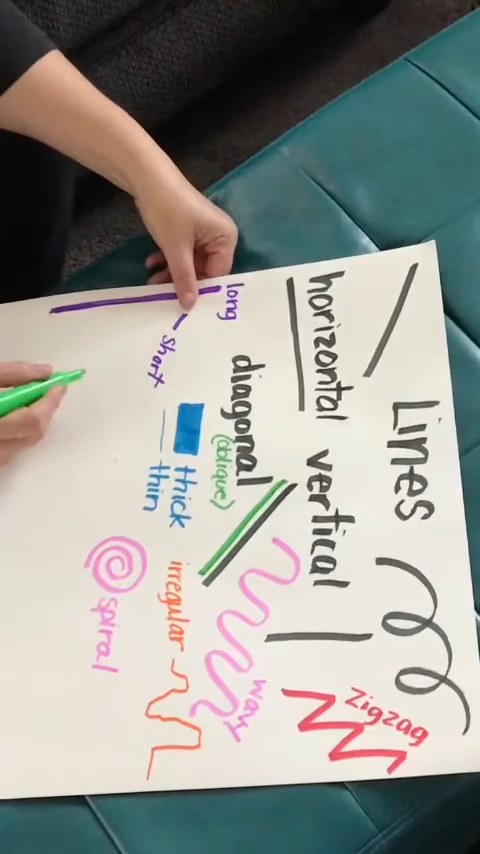 Lines
horizontal vertical
zigzag
long diagonal
(oblique)
wavy
short thick
thin
irregular
spiral